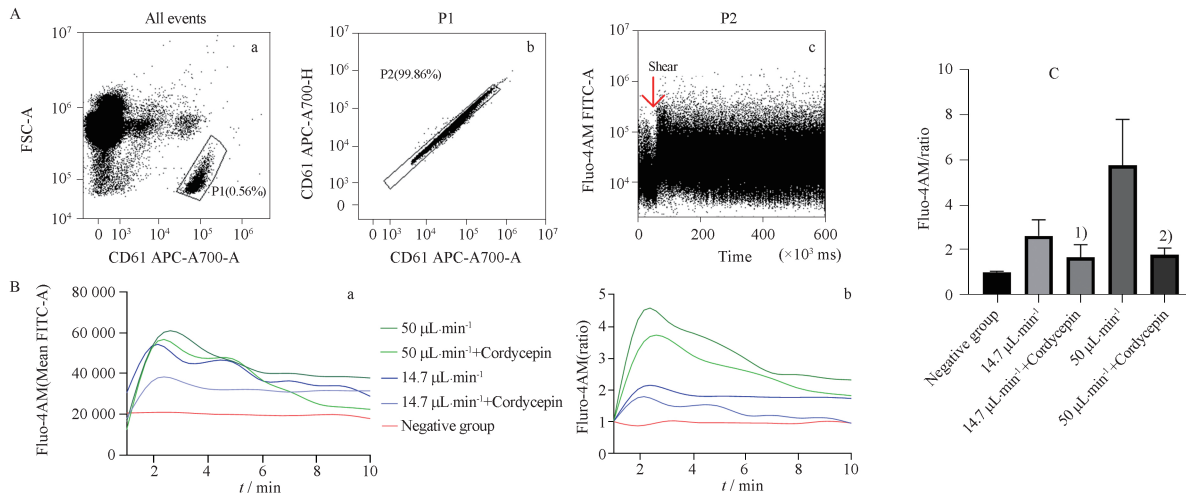 A
All events
a
FSC-A
10⁷
10⁶
10⁵
10⁴
P1(0.56%)
0 10³ 10⁴ 10⁵ 10⁶
CD61 APC-A700-A
P1
b
CD61 APC-A700-H
10⁷
10⁶
10⁵
10⁴
10³
0
P2(99.86%)
0 10³ 10⁴ 10⁵ 10⁶ 10⁷
CD61 APC-A700-A
P2
c
Shear
Fluo-4AM FITC-A
10⁷
10⁶
10⁵
10⁴
0 200 400 600
Time (×10³ ms)
B
a
Fluo-4AM(Mean FITC-A)
80 000
60 000
40 000
20 000
0
2 4 6 8 10
t / min
50 μL·min⁻¹
50 μL·min⁻¹+Cordycepin
14.7 μL·min⁻¹
14.7 μL·min⁻¹+Cordycepin
Negative group
b
Fluro-4AM(ratio)
5
4
3
2
1
0
2 4 6 8 10
t / min
C
Fluo-4AM/ratio
10
8
6
4
2
0
1)
2)
Negative group
14.7 μL·min⁻¹
14.7 μL·min⁻¹+Cordycepin
50 μL·min⁻¹
50 μL·min⁻¹+Cordycepin